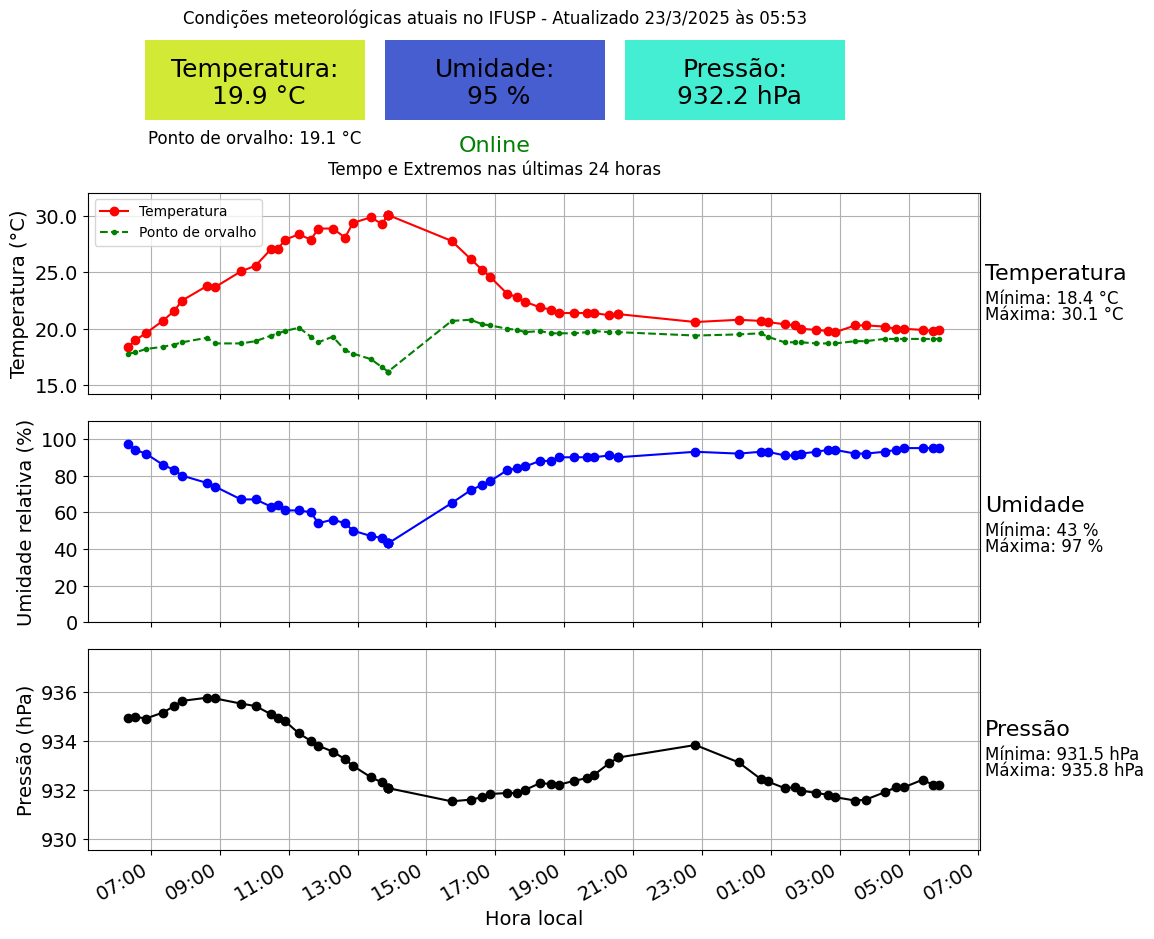 Condições meteorológicas atuais no IFUSP - Atualizado 23/3/2025 às 05:53
Temperatura:
19.9 °C
Umidade:
95 %
Pressão:
932.2 hPa
Ponto de orvalho: 19.1 °C
Online
Tempo e Extremos nas últimas 24 horas
Temperatura (°C)
30.0
25.0
20.0
15.0
Temperatura
Ponto de orvalho
Temperatura
Mínima: 18.4 °C
Máxima: 30.1 °C
Umidade relativa (%)
100
80
60
40
20
0
Umidade
Mínima: 43 %
Máxima: 97 %
Pressão (hPa)
936
934
932
930
Pressão
Mínima: 931.5 hPa
Máxima: 935.8 hPa
07:00
09:00
11:00
13:00
15:00
17:00
19:00
21:00
23:00
01:00
03:00
05:00
07:00
Hora local